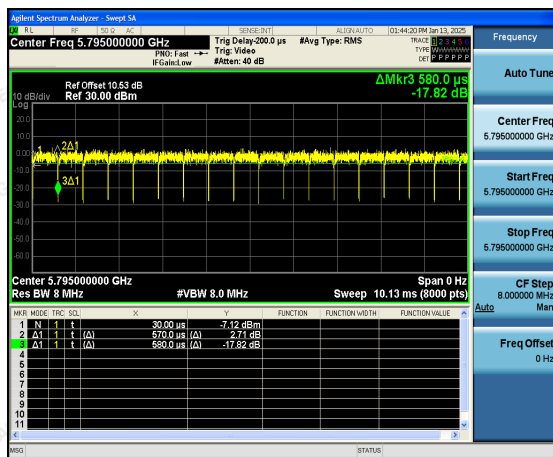 Agilent Spectrum Analyzer - Swept SA
RL RF 50 Ω AC SENSE:INT ALIGN AUTO 01:44:20 PM Jan 13, 2025
Center Freq 5.795000000 GHz
PNO: Fast
IFGain:Low
Trig Delay-200.0 µs
Trig: Video
#Atten: 40 dB
#Avg Type: RMS
TRACE 1 2 3 4 5 6
TYPE
DET P P P P P P
Ref Offset 10.53 dB
10 dB/div Ref 30.00 dBm
Log
ΔMkr3 580.0 µs
-17.82 dB
20.0
10.0
0.00
-10.0
-20.0
-30.0
-40.0
-50.0
-60.0
1
2Δ1
3Δ1
Center 5.795000000 GHz Span 0 Hz
Res BW 8 MHz #VBW 8.0 MHz Sweep 10.13 ms (8000 pts)
MKR MODE TRC SCL X Y FUNCTION FUNCTION WIDTH FUNCTION VALUE
1 N 1 t 30.00 µs -7.12 dBm
2 Δ1 1 t (Δ) 570.0 µs (Δ) 2.71 dB
3 Δ1 1 t (Δ) 580.0 µs (Δ) -17.82 dB
4
5
6
7
8
9
10
11
MSG STATUS
Frequency
Auto Tune
Center Freq
5.795000000 GHz
Start Freq
5.795000000 GHz
Stop Freq
5.795000000 GHz
CF Step
8.000000 MHz
Auto Man
Freq Offset
0 Hz